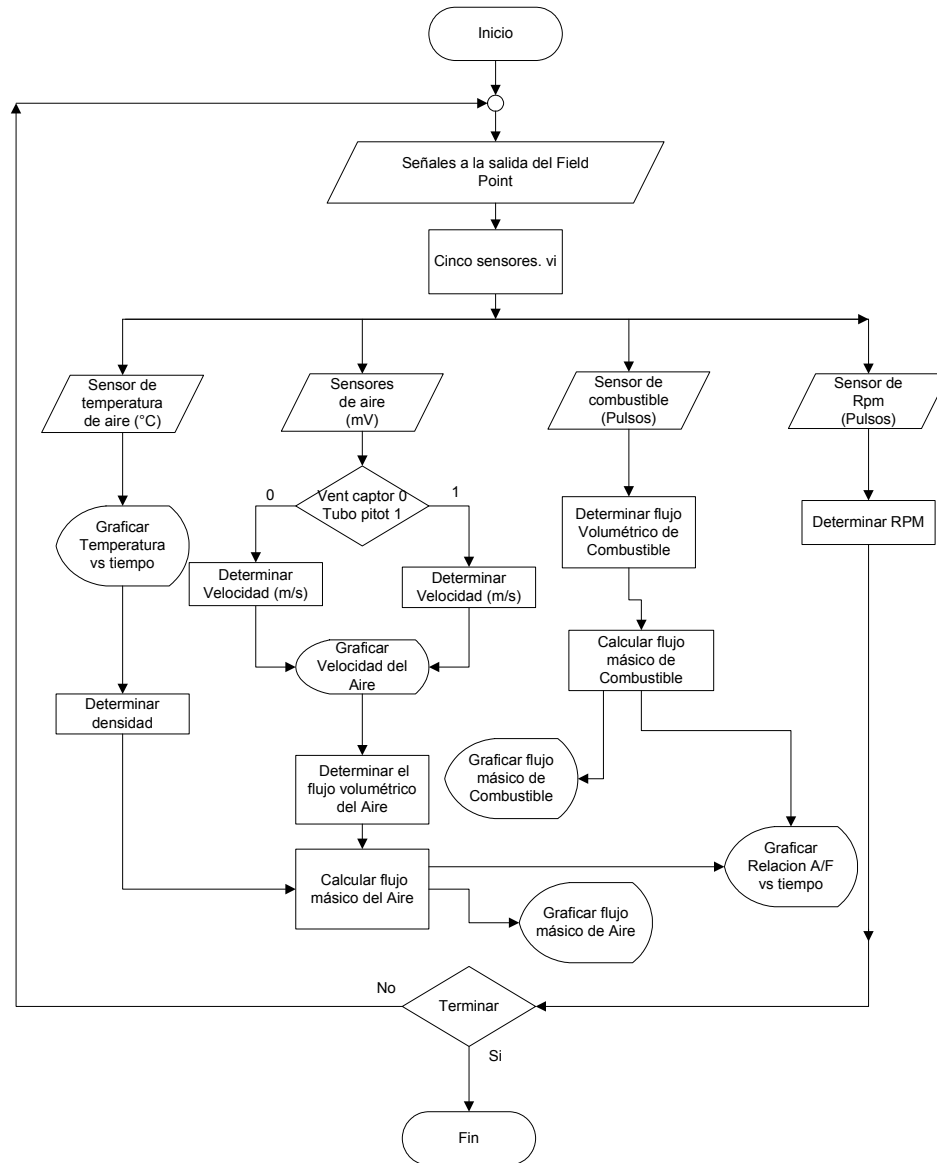 Inicio
Señales a la salida del Field
Point
Cinco sensores. vi
Sensor de
temperatura
de aire (°C)
Sensores
de aire
(mV)
Sensor de
combustible
(Pulsos)
Sensor de
Rpm
(Pulsos)
0
Vent captor 0
Tubo pitot 1
1
Graficar
Temperatura
vs tiempo
Determinar flujo
Volumétrico de
Combustible
Determinar RPM
Determinar
Velocidad (m/s)
Determinar
Velocidad (m/s)
Graficar
Velocidad del
Aire
Calcular flujo
másico de
Combustible
Determinar
densidad
Determinar el
flujo volumétrico
del Aire
Graficar flujo
másico de
Combustible
Graficar
Relacion A/F
vs tiempo
Calcular flujo
másico del Aire
Graficar flujo
másico de Aire
No
Terminar
Si
Fin